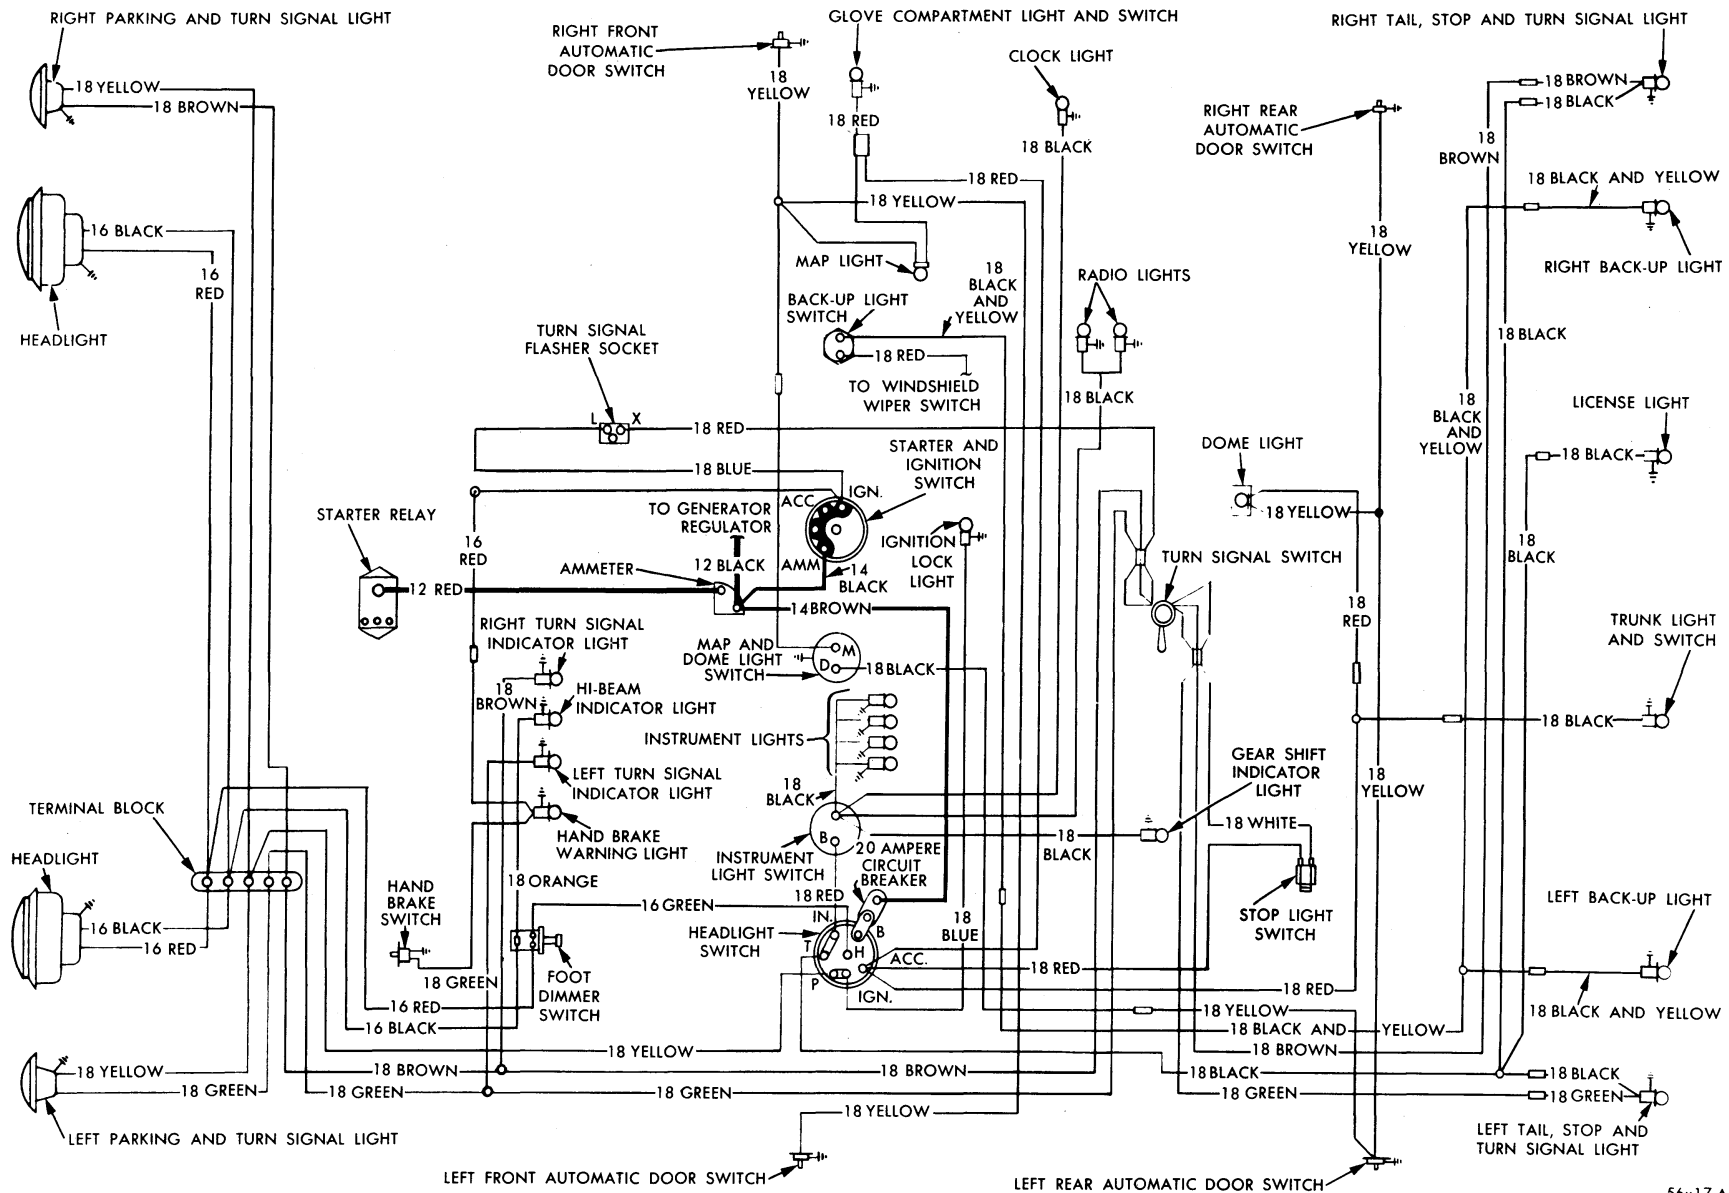 RIGHT PARKING AND TURN SIGNAL LIGHT
18 YELLOW
18 BROWN
16 BLACK
16
RED
HEADLIGHT
RIGHT FRONT
AUTOMATIC
DOOR SWITCH
18
YELLOW
GLOVE COMPARTMENT LIGHT AND SWITCH
18 RED
CLOCK LIGHT
18 BLACK
18 RED
18 YELLOW
MAP LIGHT
RIGHT TAIL, STOP AND TURN SIGNAL LIGHT
18 BROWN
18 BLACK
RIGHT REAR
AUTOMATIC
DOOR SWITCH
18
BROWN
18 BLACK AND YELLOW
18
YELLOW
RIGHT BACK-UP LIGHT
BACK-UP LIGHT
SWITCH
18
BLACK
AND
YELLOW
RADIO LIGHTS
18 RED
TO WINDSHIELD
WIPER SWITCH
18 BLACK
18 BLACK
TURN SIGNAL
FLASHER SOCKET
L
X
18 RED
18 BLUE
STARTER AND
IGNITION
SWITCH
ACC
IGN.
AMM
TO GENERATOR
REGULATOR
12 BLACK
14
BLACK
IGNITION
LOCK
LIGHT
STARTER RELAY
16
RED
AMMETER
12 RED
14 BROWN
DOME LIGHT
18 YELLOW
TURN SIGNAL SWITCH
18
RED
18
BLACK
AND
YELLOW
LICENSE LIGHT
18 BLACK
18
BLACK
TRUNK LIGHT
AND SWITCH
18 BLACK
RIGHT TURN SIGNAL
INDICATOR LIGHT
18
BROWN
HI-BEAM
INDICATOR LIGHT
LEFT TURN SIGNAL
INDICATOR LIGHT
HAND BRAKE
WARNING LIGHT
MAP AND
DOME LIGHT
SWITCH
M
D
18 BLACK
INSTRUMENT LIGHTS
18
BLACK
B
INSTRUMENT
LIGHT SWITCH
20 AMPERE
CIRCUIT
BREAKER
18
BLACK
GEAR SHIFT
INDICATOR
LIGHT
18
YELLOW
18 WHITE
STOP LIGHT
SWITCH
TERMINAL BLOCK
HEADLIGHT
16 BLACK
16 RED
HAND
BRAKE
SWITCH
18 GREEN
18 ORANGE
16 GREEN
FOOT
DIMMER
SWITCH
16 RED
16 BLACK
18 RED
IN.
HEADLIGHT
SWITCH
T
H
B
P
ACC.
IGN.
18
BLUE
18 RED
18 RED
18 YELLOW
18 BLACK AND YELLOW
18 BROWN
18 BLACK
18 GREEN
LEFT BACK-UP LIGHT
18 BLACK AND YELLOW
18 BLACK
18 GREEN
LEFT TAIL, STOP AND
TURN SIGNAL LIGHT
18 YELLOW
18 YELLOW
18 GREEN
18 BROWN
18 BROWN
18 GREEN
18 GREEN
18 YELLOW
LEFT PARKING AND TURN SIGNAL LIGHT
LEFT FRONT AUTOMATIC DOOR SWITCH
LEFT REAR AUTOMATIC DOOR SWITCH